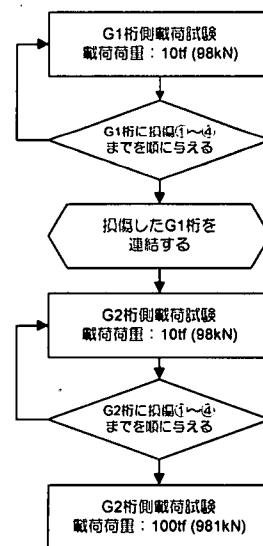 G1桁側載荷試験
載荷荷重：10tf (98kN)
G1桁に損傷(①～④)
までを順に与える
損傷したG1桁を
連結する
G2桁側載荷試験
載荷荷重：10tf (98kN)
G2桁に損傷(①～④)
までを順に与える
G2桁側載荷試験
載荷荷重：100tf (981kN)